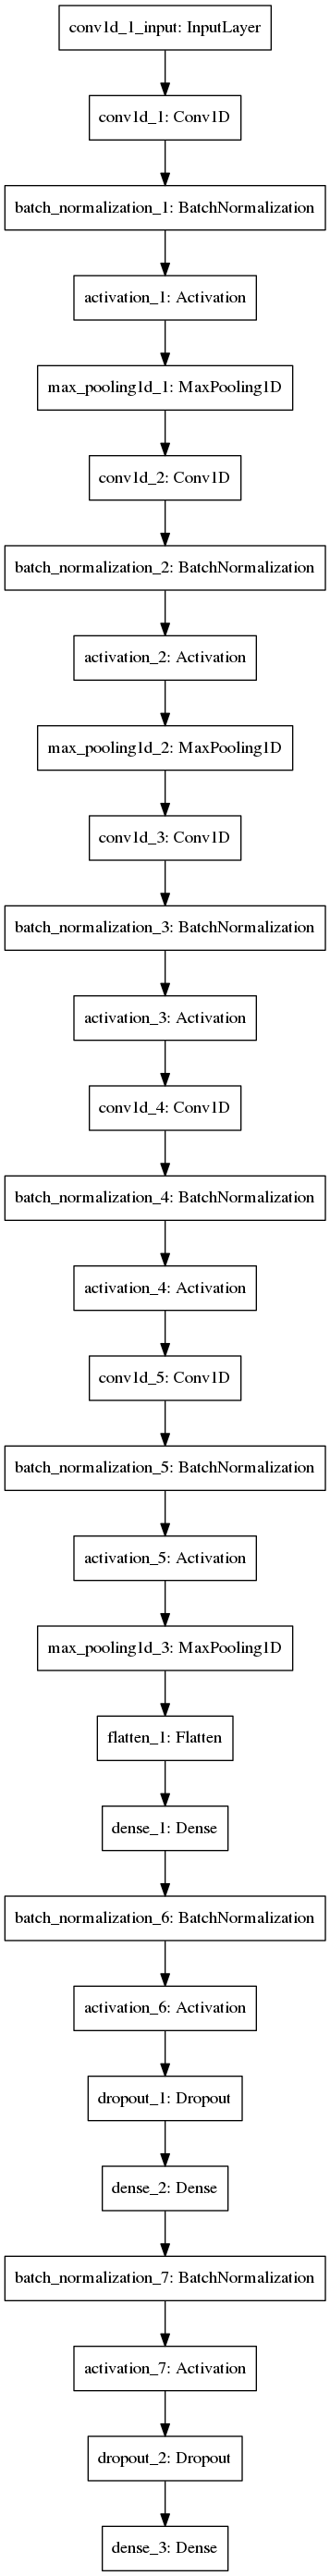 conv1d_1_input: InputLayer
conv1d_1: Conv1D
batch_normalization_1: BatchNormalization
activation_1: Activation
max_pooling1d_1: MaxPooling1D
conv1d_2: Conv1D
batch_normalization_2: BatchNormalization
activation_2: Activation
max_pooling1d_2: MaxPooling1D
conv1d_3: Conv1D
batch_normalization_3: BatchNormalization
activation_3: Activation
conv1d_4: Conv1D
batch_normalization_4: BatchNormalization
activation_4: Activation
conv1d_5: Conv1D
batch_normalization_5: BatchNormalization
activation_5: Activation
max_pooling1d_3: MaxPooling1D
flatten_1: Flatten
dense_1: Dense
batch_normalization_6: BatchNormalization
activation_6: Activation
dropout_1: Dropout
dense_2: Dense
batch_normalization_7: BatchNormalization
activation_7: Activation
dropout_2: Dropout
dense_3: Dense